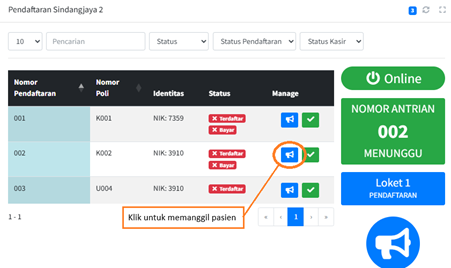 Pendaftaran Sindangjaya 2
3
10 Pencarian Status Status Pendaftaran Status Kasir
Nomor Pendaftaran Nomor Poli Identitas Status Manage
001 K001 NIK: 7359 Terdaftar
Bayar
002 K002 NIK: 3910 Terdaftar
Bayar
003 U004 NIK: 3910 Terdaftar
1 - 1
Klik untuk memanggil pasien
« ‹ 1 › »
Online
NOMOR ANTRIAN
002
MENUNGGU
Loket 1
PENDAFTARAN